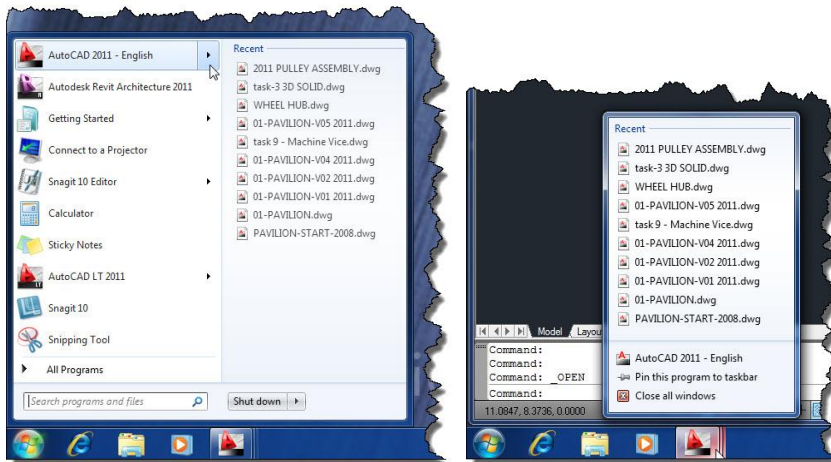 AutoCAD 2011 - English
Autodesk Revit Architecture 2011
Getting Started
Connect to a Projector
Snagit 10 Editor
Calculator
Sticky Notes
AutoCAD LT 2011
Snagit 10
Snipping Tool
All Programs
Search programs and files
Shut down
Recent
2011 PULLEY ASSEMBLY.dwg
task-3 3D SOLID.dwg
WHEEL HUB.dwg
01-PAVILION-V05 2011.dwg
task 9 - Machine Vice.dwg
01-PAVILION-V04 2011.dwg
01-PAVILION-V02 2011.dwg
01-PAVILION-V01 2011.dwg
01-PAVILION.dwg
PAVILION-START-2008.dwg
Recent
2011 PULLEY ASSEMBLY.dwg
task-3 3D SOLID.dwg
WHEEL HUB.dwg
01-PAVILION-V05 2011.dwg
task 9 - Machine Vice.dwg
01-PAVILION-V04 2011.dwg
01-PAVILION-V02 2011.dwg
01-PAVILION-V01 2011.dwg
01-PAVILION.dwg
PAVILION-START-2008.dwg
AutoCAD 2011 - English
Pin this program to taskbar
Close all windows
Model Layou
Command:
Command:
Command: _OPEN
Command:
11.0847, 8.3736, 0.0000